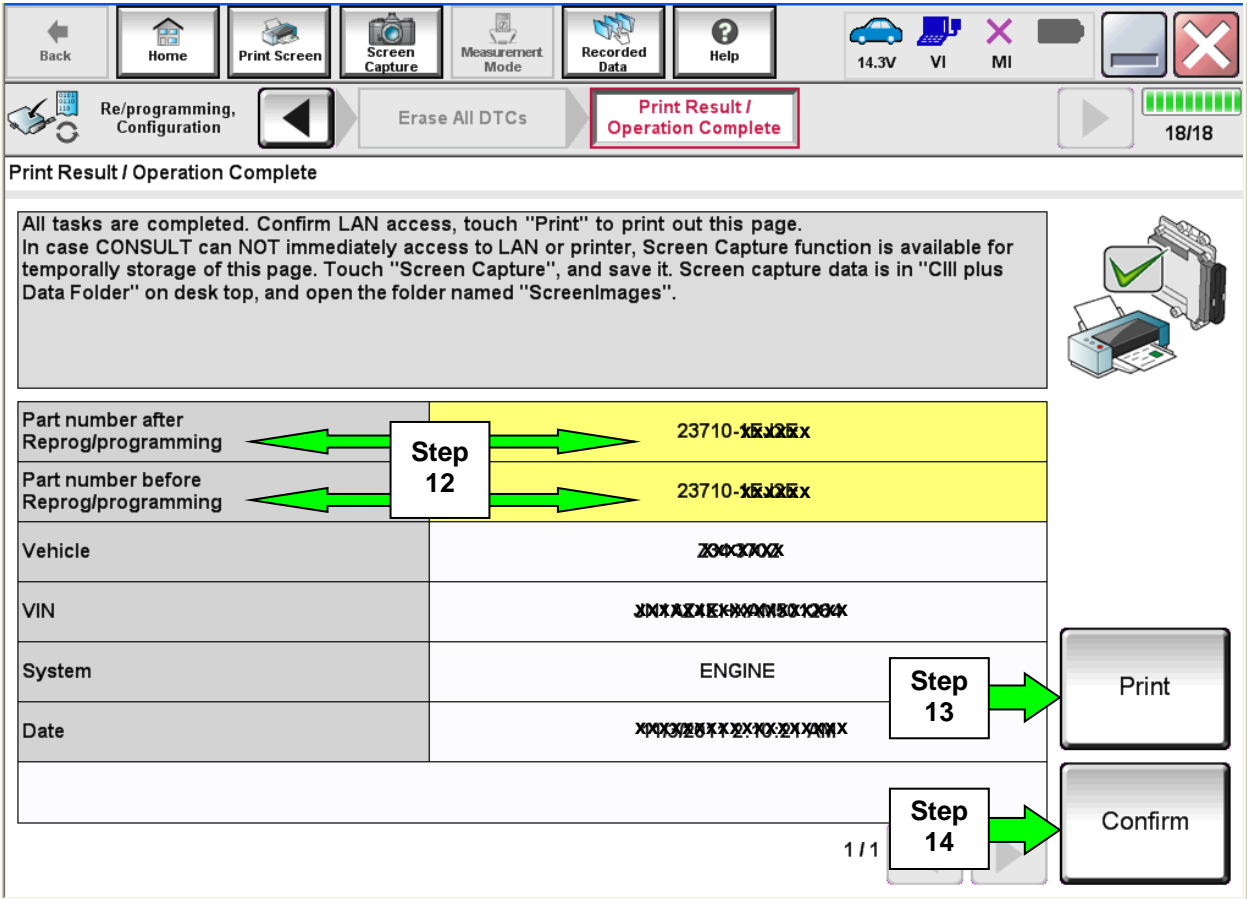 Back
Home
Print Screen
Screen
Capture
Measurement
Mode
Recorded
Data
Help
14.3V
VI
MI
Re/programming,
Configuration
Erase All DTCs
Print Result /
Operation Complete
18/18
Print Result / Operation Complete
All tasks are completed. Confirm LAN access, touch "Print" to print out this page.
In case CONSULT can NOT immediately access to LAN or printer, Screen Capture function is available for
temporally storage of this page. Touch "Screen Capture", and save it. Screen capture data is in "CIII plus
Data Folder" on desk top, and open the folder named "ScreenImages".
Part number after
Reprog/programming
23710-
Step
12
Part number before
Reprog/programming
23710-
Vehicle
VIN
System
ENGINE
Step
13
Print
Date
Step
14
Confirm
1/1